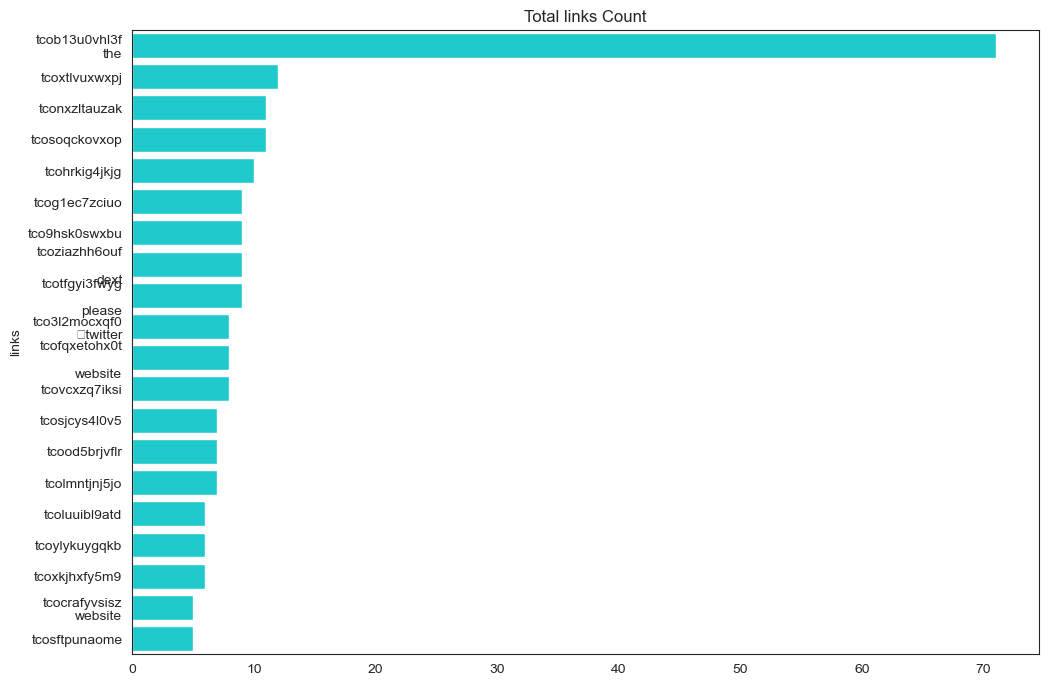 Total links Count
tcob13u0vhl3f
the
tcoxtlvuxwxpj
tconxzltauzak
tcosoqckovxop
tcohrkig4jkjg
tcog1ec7zciuo
tco9hsk0swxbu
tcoziazhh6ouf
dext
tcotfgyi3fwyg
please
tco3l2mocxqf0
twitter
tcofqxetohx0t
website
tcovcxzq7iksi
tcosjcys4l0v5
tcood5brjvflr
tcolmntjnj5jo
tcoluuibl9atd
tcoylykuygqkb
tcoxkjhxfy5m9
tcocrafyvsisz
website
tcosftpunaome
links
0 10 20 30 40 50 60 70